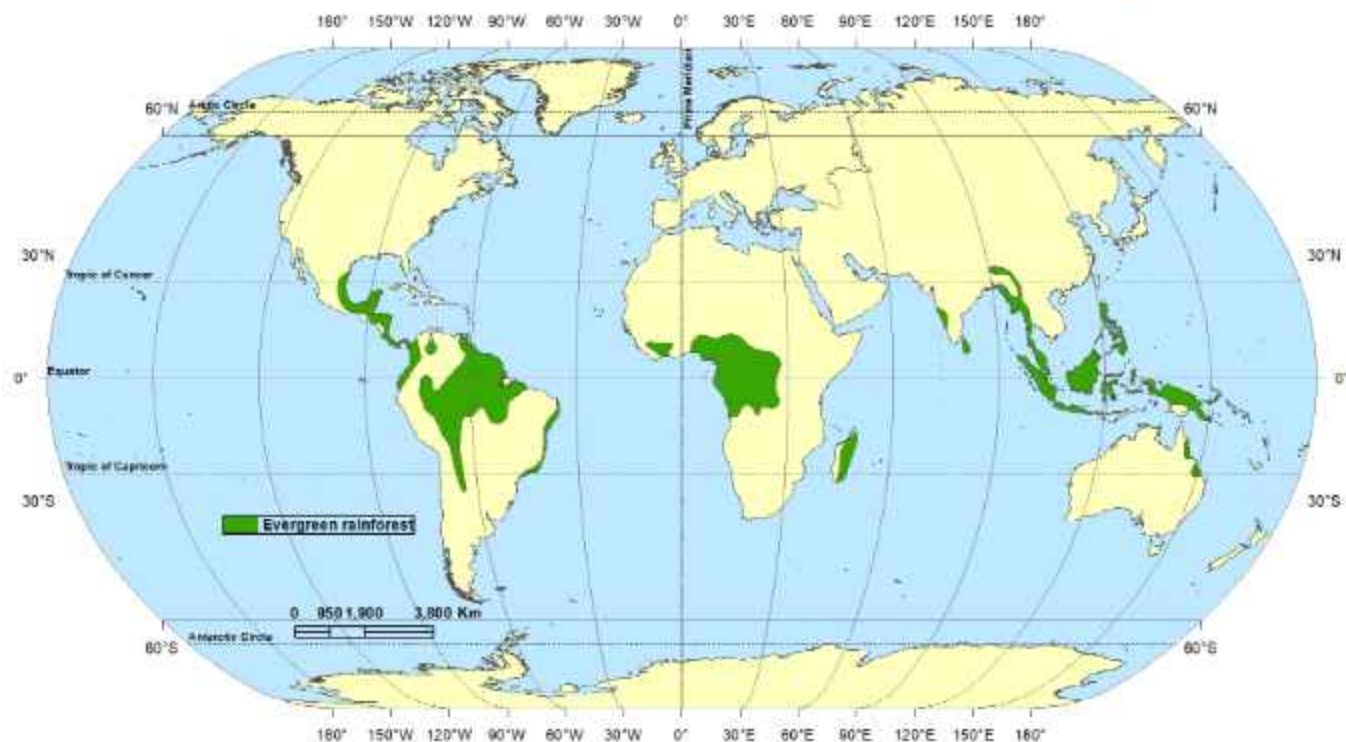 180° 150°W 120°W 90°W 60°W 30°W 0° 30°E 60°E 90°E 120°E 150°E 180°
Prime Meridian
60°N Arctic Circle 60°N
30°N 30°N
Tropic of Cancer
Equator
0° 0°
Tropic of Capricorn
30°S 30°S
Evergreen rainforest
0 950 1,900 3,800 Km
Antarctic Circle
60°S 60°S
180° 150°W 120°W 90°W 60°W 30°W 0° 30°E 60°E 90°E 120°E 150°E 180°